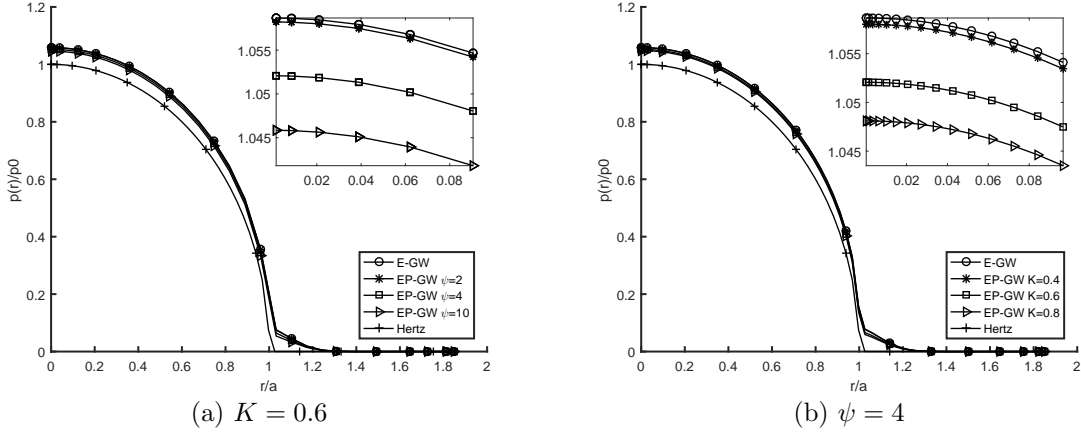 1.2
1
0.8
0.6
0.4
0.2
0
p(r)/p0
0 0.2 0.4 0.6 0.8 1 1.2 1.4 1.6 1.8 2
r/a
1.055
1.05
1.045
0.02 0.04 0.06 0.08
E-GW
EP-GW ψ=2
EP-GW ψ=4
EP-GW ψ=10
Hertz
(a) K = 0.6
1.2
1
0.8
0.6
0.4
0.2
0
p(r)/p0
0 0.2 0.4 0.6 0.8 1 1.2 1.4 1.6 1.8 2
r/a
1.055
1.05
1.045
0.02 0.04 0.06 0.08
E-GW
EP-GW K=0.4
EP-GW K=0.6
EP-GW K=0.8
Hertz
(b) ψ = 4